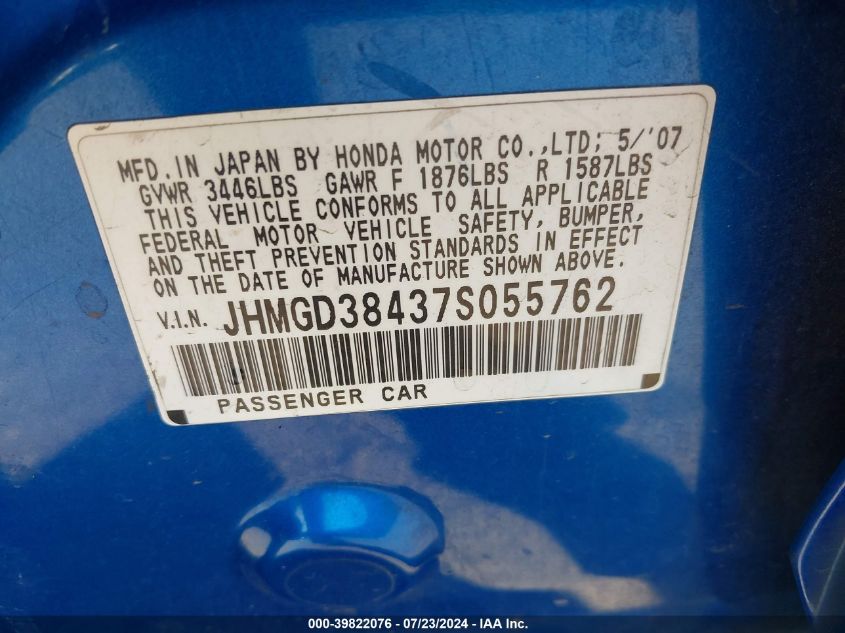 MFD.IN JAPAN BY HONDA MOTOR CO.,LTD; 5/'07
GVWR 3446LBS GAWR F 1876LBS R 1587LBS
THIS VEHICLE CONFORMS TO ALL APPLICABLE
FEDERAL MOTOR VEHICLE SAFETY, BUMPER,
AND THEFT PREVENTION STANDARDS IN EFFECT
ON THE DATE OF MANUFACTURE SHOWN ABOVE.
V.I.N. JHMGD38437S055762
PASSENGER CAR
000-39822076 - 07/23/2024 - IAA Inc.